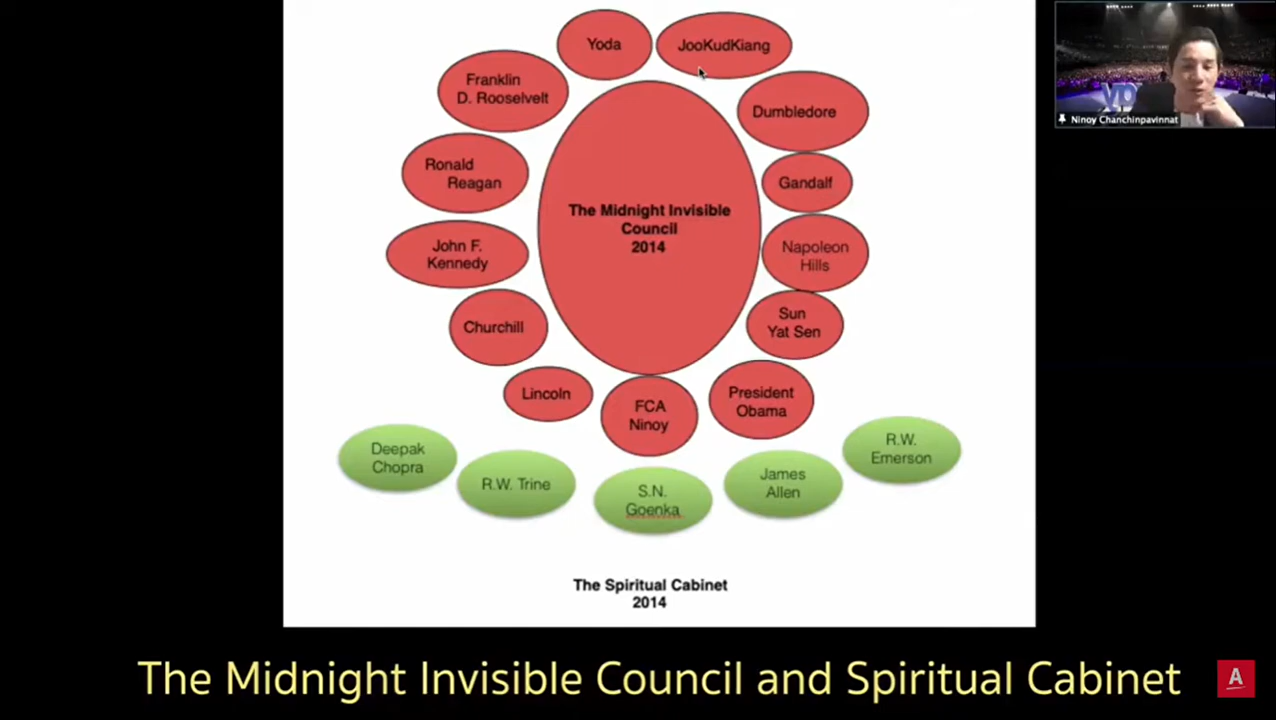 Yoda
JooKudKiang
Franklin
D. Rooselvelt
Dumbledore
Ronald
Reagan
Gandalf
The Midnight Invisible
Council
2014
John F.
Kennedy
Napoleon
Hills
Churchill
Sun
Yat Sen
Lincoln
FCA
Ninoy
President
Obama
Deepak
Chopra
R.W. Trine
S.N.
Goenka
James
Allen
R.W.
Emerson
The Spiritual Cabinet
2014
Ninoy Chanchinpavinnat
The Midnight Invisible Council and Spiritual Cabinet
A